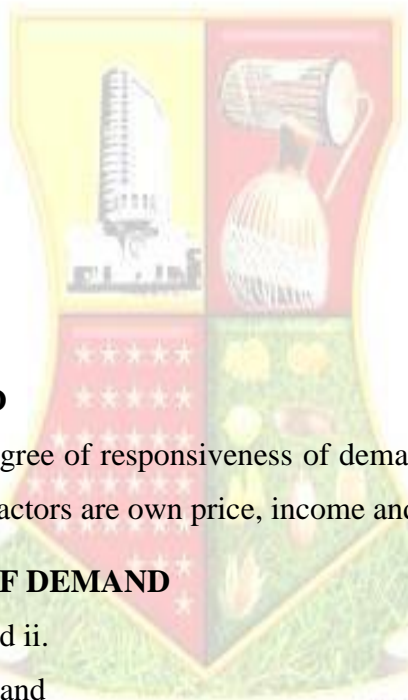 gree of responsiveness of dema
actors are own price, income and
F DEMAND
d ii.
and